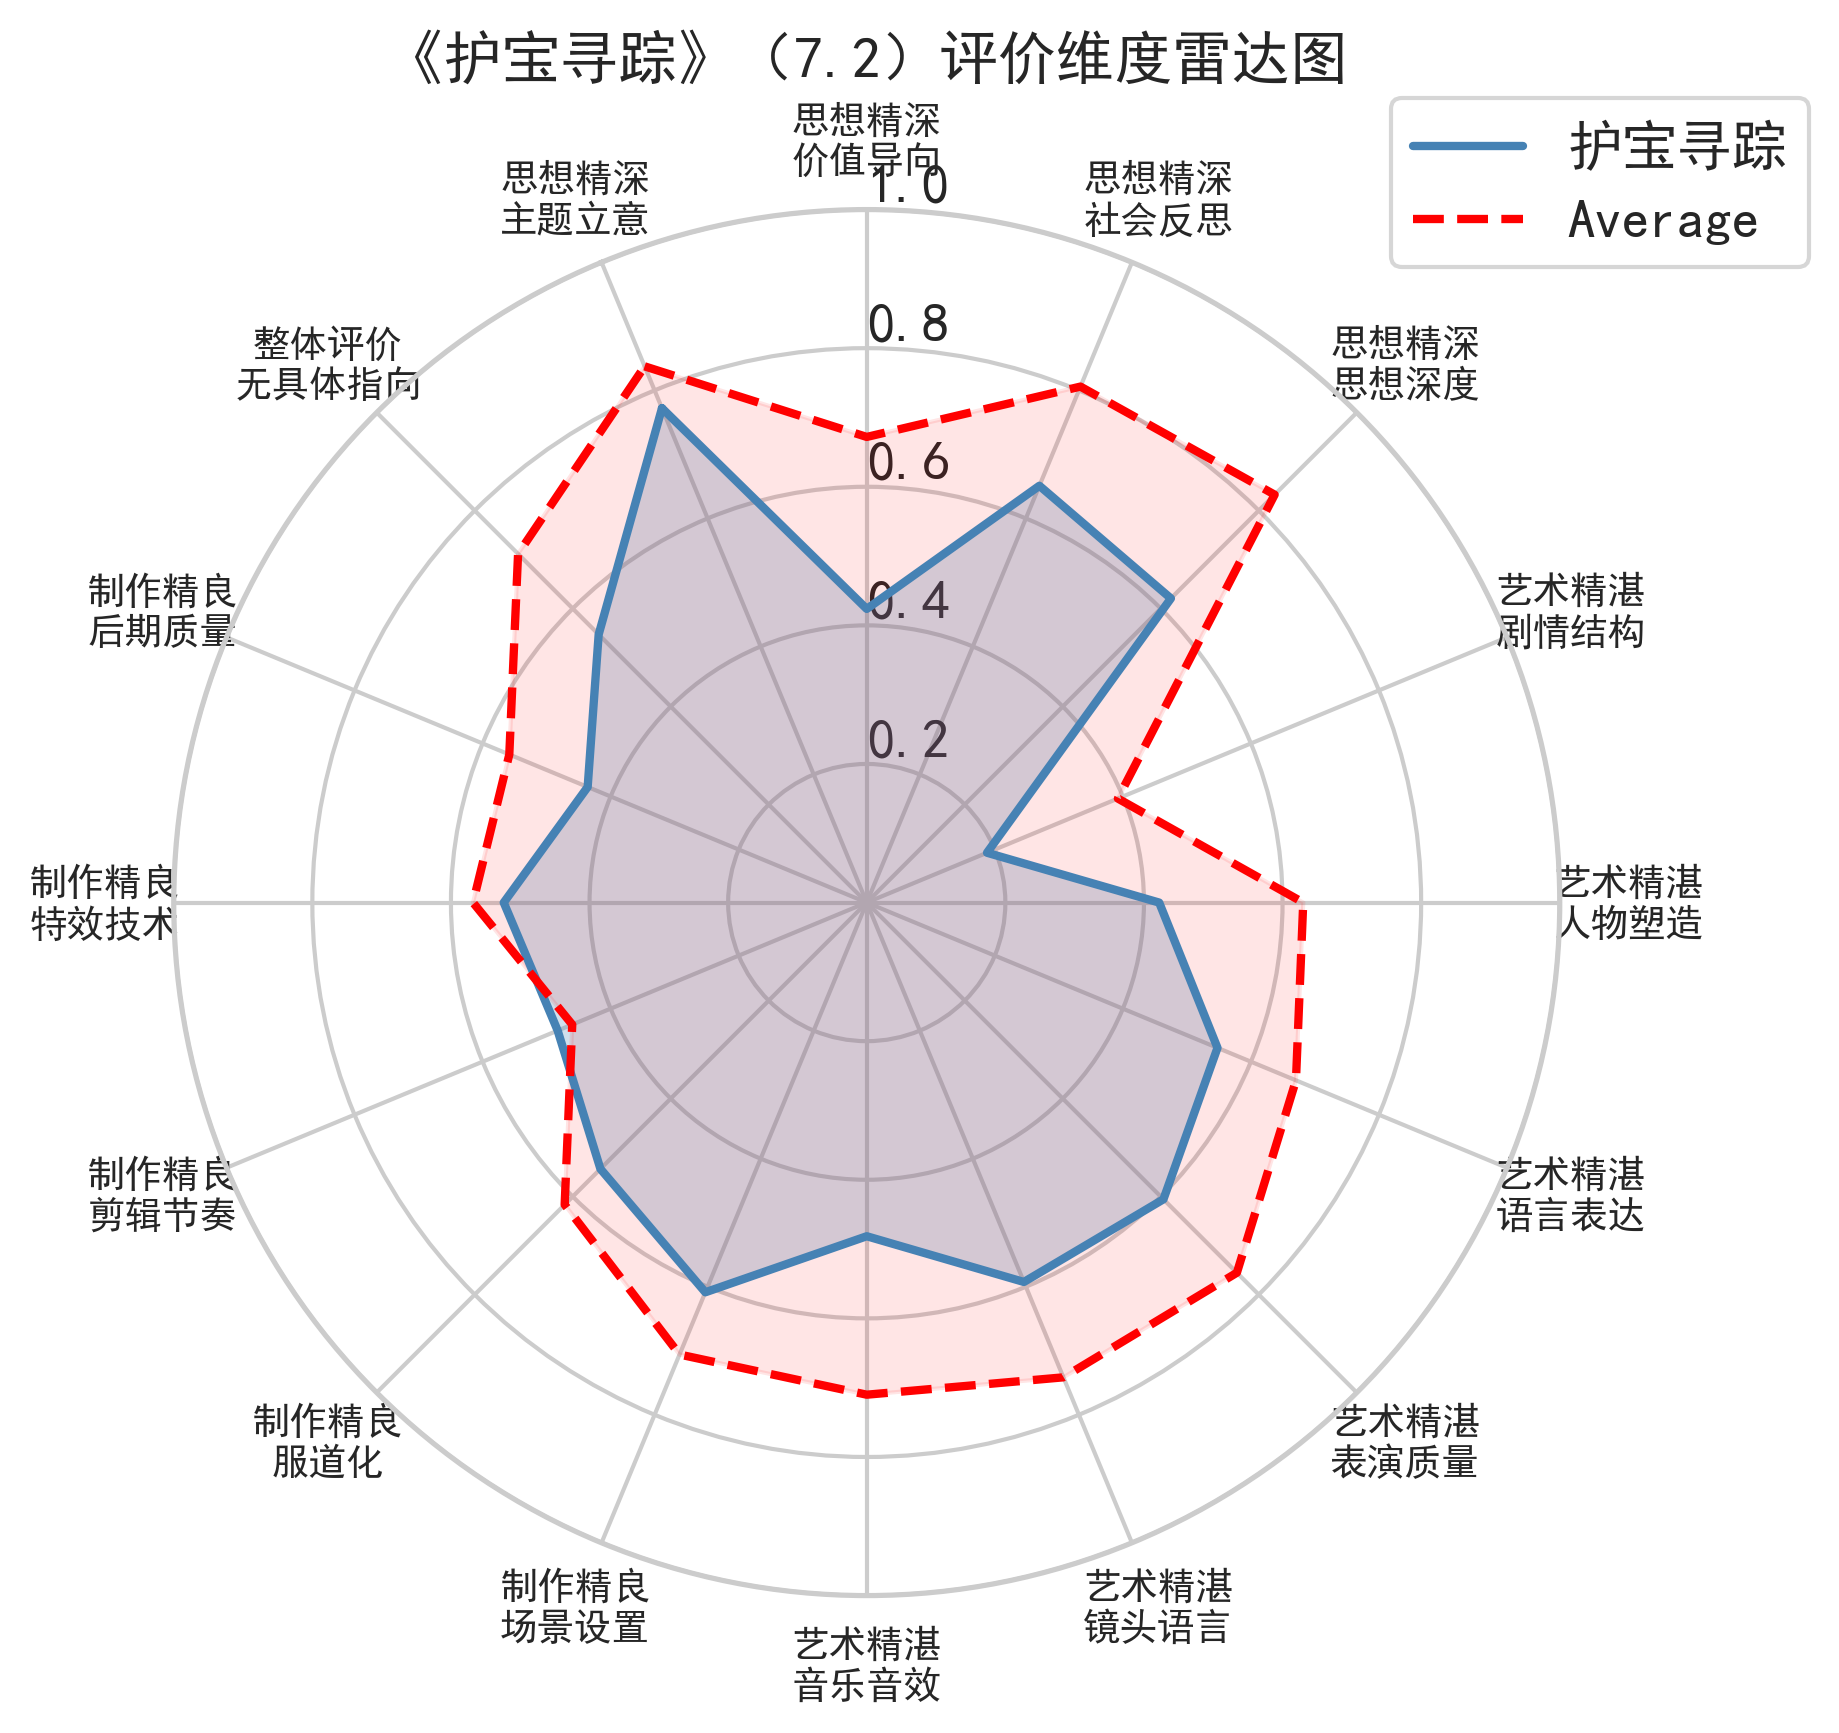 《护宝寻踪》（7.2）评价维度雷达图
护宝寻踪
Average
思想精深
价值导向
思想精深
社会反思
思想精深
思想深度
艺术精湛
剧情结构
艺术精湛
人物塑造
艺术精湛
语言表达
艺术精湛
表演质量
艺术精湛
镜头语言
艺术精湛
音乐音效
制作精良
场景设置
制作精良
服道化
制作精良
剪辑节奏
制作精良
特效技术
制作精良
后期质量
整体评价
无具体指向
思想精深
主题立意
1.0
0.8
0.6
0.4
0.2